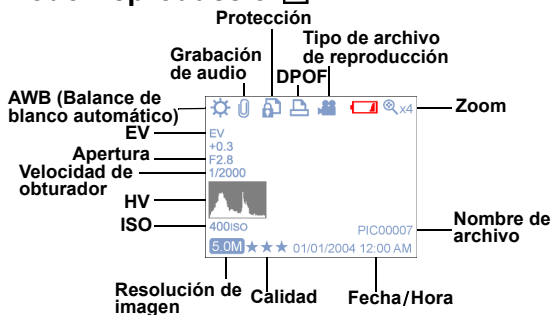 Protección
Tipo de archivo
de reproducción
Grabación
de audio
DPOF
AWB (Balance de
blanco automático)
x4
Zoom
EV
EV
+0.3
Apertura
F2.8
Velocidad de
obturador
1/2000
HV
ISO
400ISO
PIC00007
Nombre de
archivo
5.0M
01/01/2004 12:00 AM
Resolución de
imagen
Calidad
Fecha/Hora